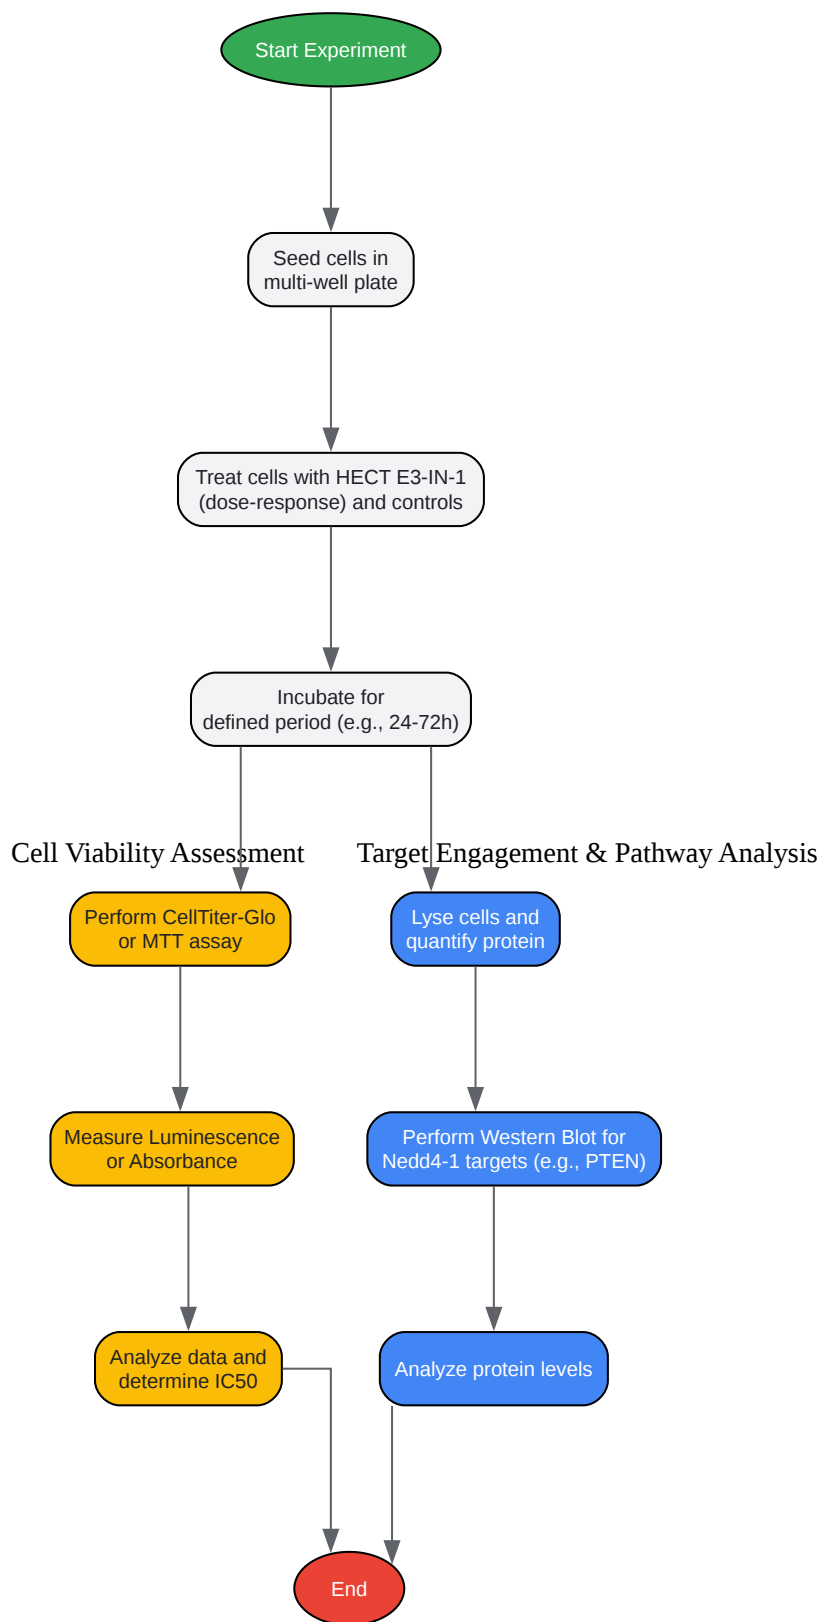 Start Experiment
Seed cells in
multi-well plate
Treat cells with HECT E3-IN-1
(dose-response) and controls
Incubate for
defined period (e.g., 24-72h)
Cell Viability Assessment
Perform CellTiter-Glo
or MTT assay
Measure Luminescence
or Absorbance
Analyze data and
determine IC50
Target Engagement & Pathway Analysis
Lyse cells and
quantify protein
Perform Western Blot for
Nedd4-1 targets (e.g., PTEN)
Analyze protein levels
End